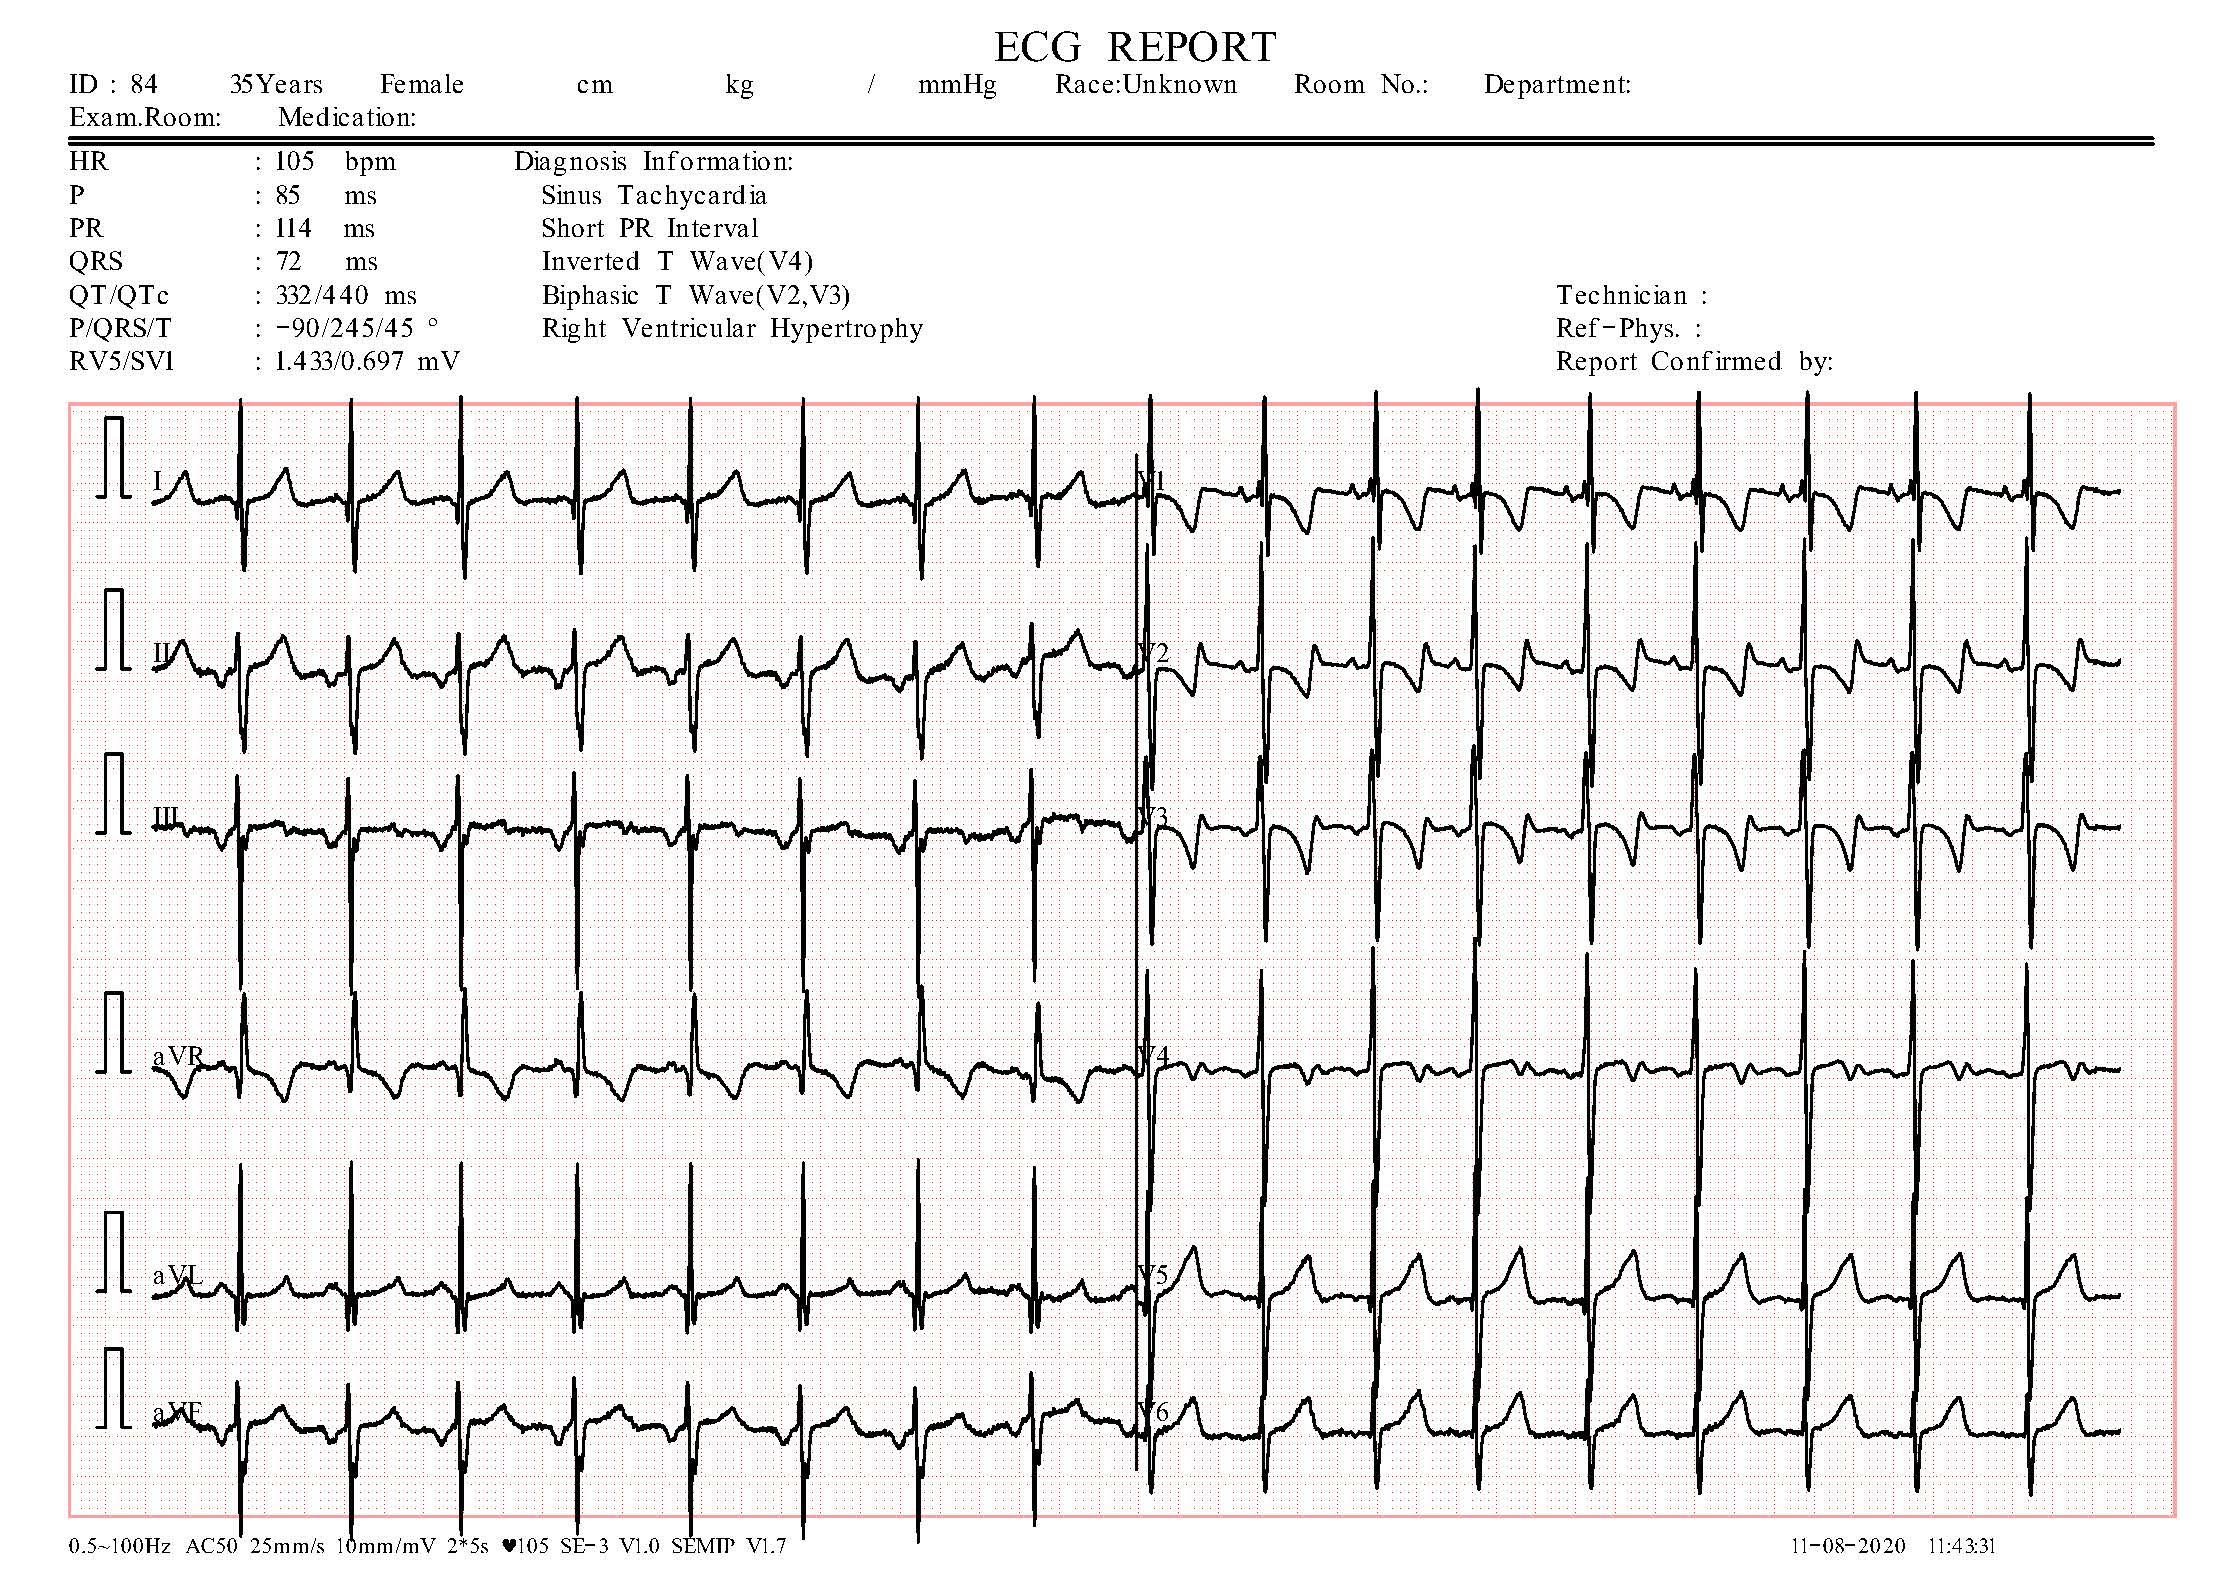 ECG REPORT
ID : 84 35Years Female cm kg / mmHg Race:Unknown Room No.: Department:
Exam.Room: Medication:
HR : 105 bpm Diagnosis Information:
P : 85 ms Sinus Tachycardia
PR : 114 ms Short PR Interval
QRS : 72 ms Inverted T Wave(V4)
QT/QTc : 332/440 ms Biphasic T Wave(V2,V3) Technician :
P/QRS/T : -90/245/45 ° Right Ventricular Hypertrophy Ref-Phys. :
RV5/SV1 : 1.433/0.697 mV Report Confirmed by:
I V1
II V2
III V3
aVR V4
aVL V5
aVF V6
0.5~100Hz AC50 25mm/s 10mm/mV 2*5s ♥105 SE-3 V1.0 SEMIP V1.7 11-08-2020 11:43:31